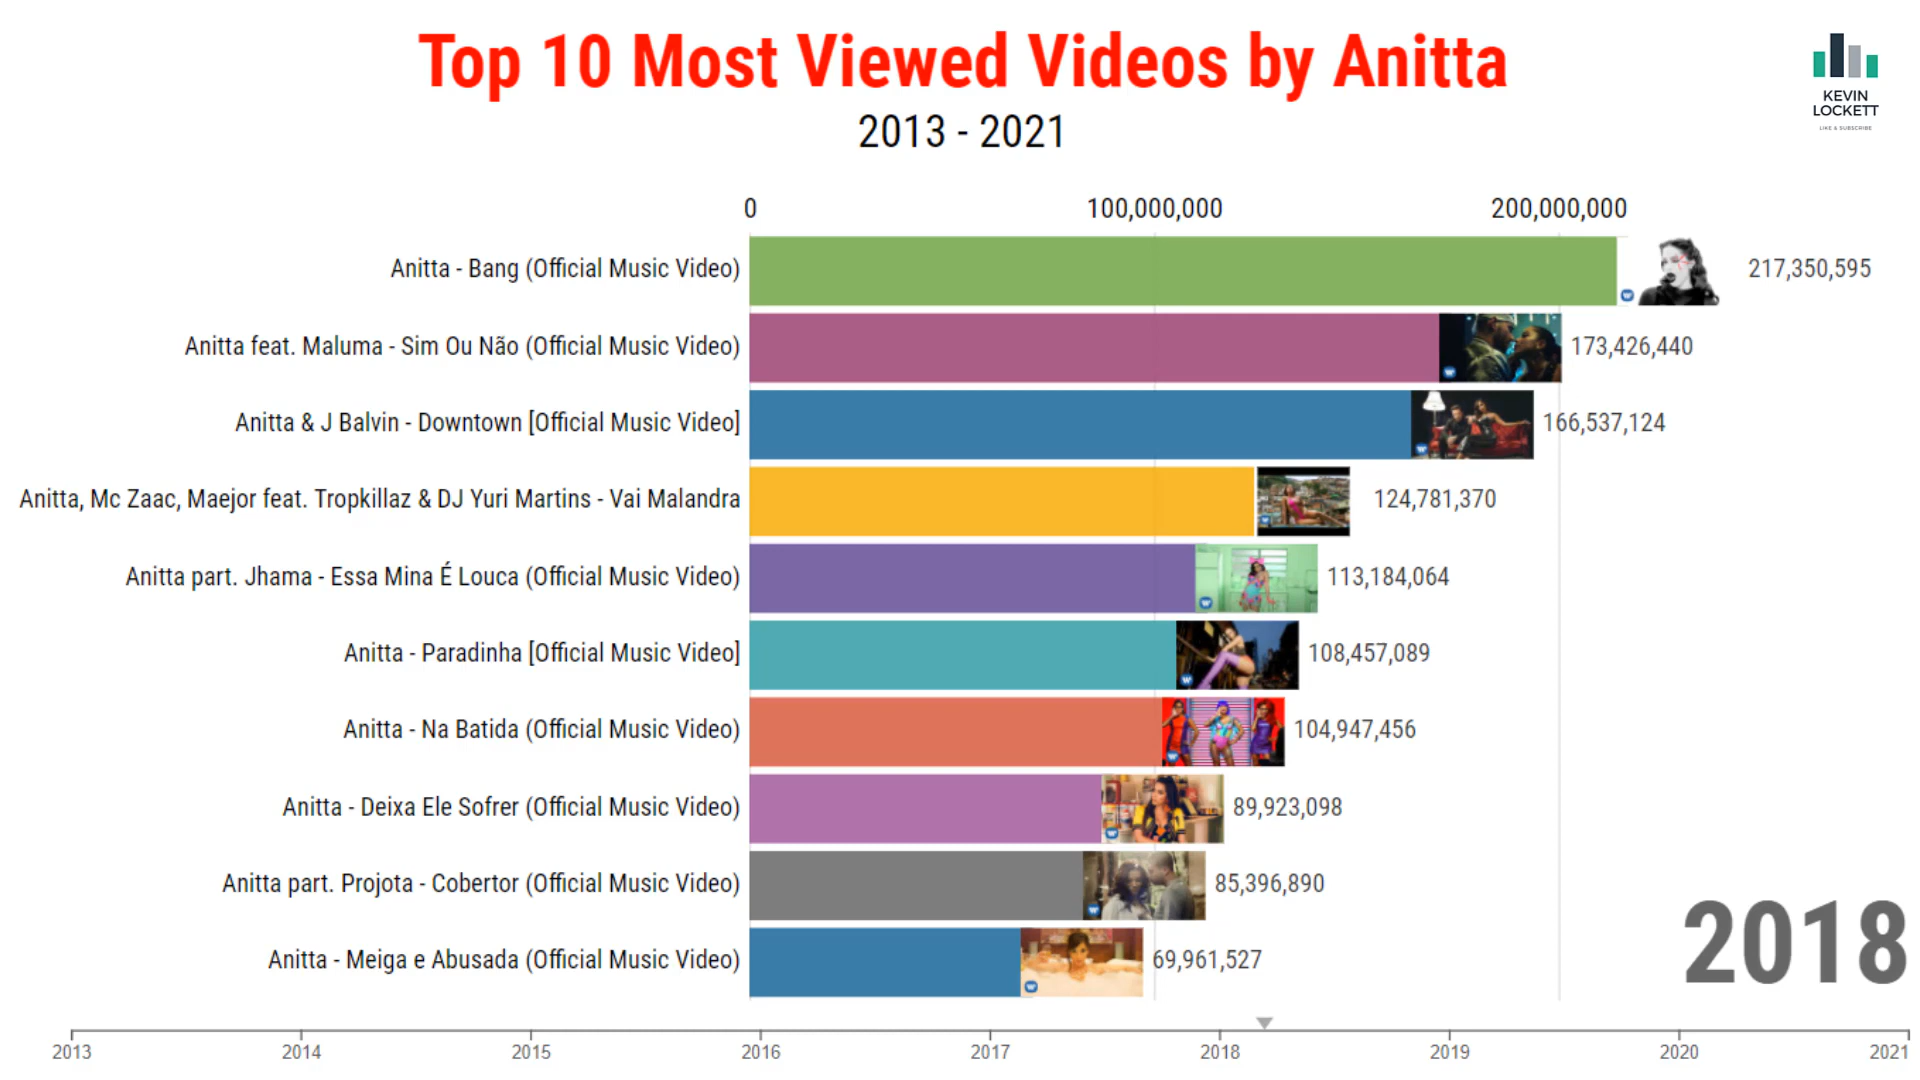 Top 10 Most Viewed Videos by Anitta
2013 - 2021
KEVIN
LOCKETT
LIKE & SUBSCRIBE
0 100,000,000 200,000,000
Anitta - Bang (Official Music Video) 217,350,595
Anitta feat. Maluma - Sim Ou Não (Official Music Video) 173,426,440
Anitta & J Balvin - Downtown [Official Music Video] 166,537,124
Anitta, Mc Zaac, Maejor feat. Tropkillaz & DJ Yuri Martins - Vai Malandra 124,781,370
Anitta part. Jhama - Essa Mina É Louca (Official Music Video) 113,184,064
Anitta - Paradinha [Official Music Video] 108,457,089
Anitta - Na Batida (Official Music Video) 104,947,456
Anitta - Deixa Ele Sofrer (Official Music Video) 89,923,098
Anitta part. Projota - Cobertor (Official Music Video) 85,396,890
Anitta - Meiga e Abusada (Official Music Video) 69,961,527
2018
2013 2014 2015 2016 2017 2018 2019 2020 2021